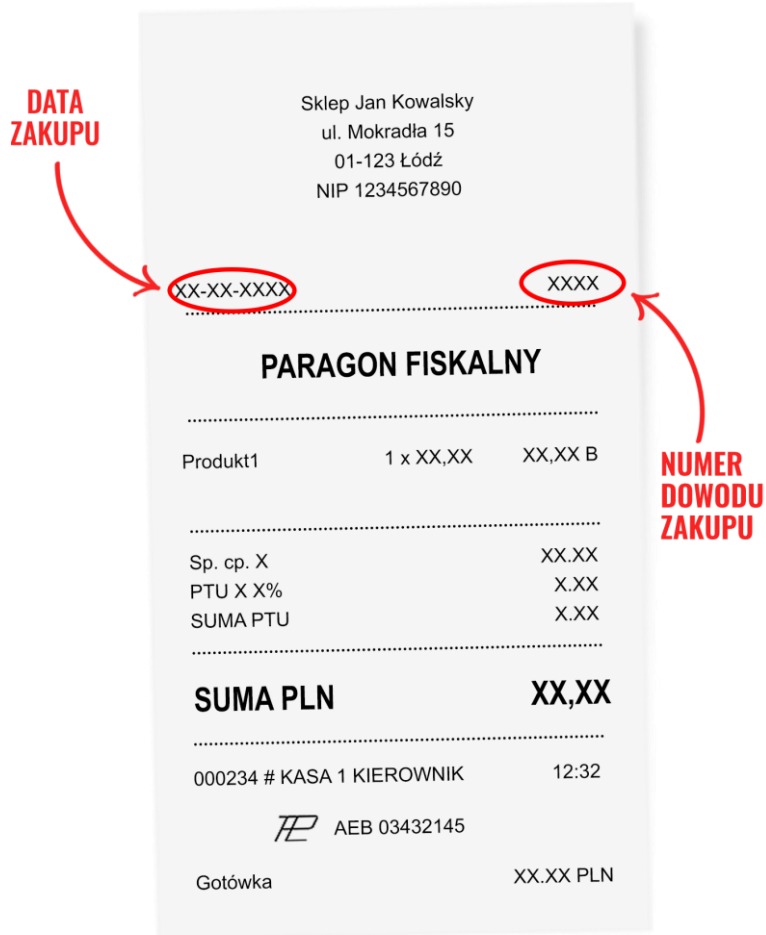 DATA
ZAKUPU
Sklep Jan Kowalsky
ul. Mokradła 15
01-123 Łódź
NIP 1234567890
XX-XX-XXXX XXXX
PARAGON FISKALNY
Produkt1 1 x XX,XX XX,XX B
NUMER
DOWODU
ZAKUPU
Sp. cp. X XX.XX
PTU X X% X.XX
SUMA PTU X.XX
SUMA PLN XX,XX
000234 # KASA 1 KIEROWNIK 12:32
AEB 03432145
Gotówka XX.XX PLN